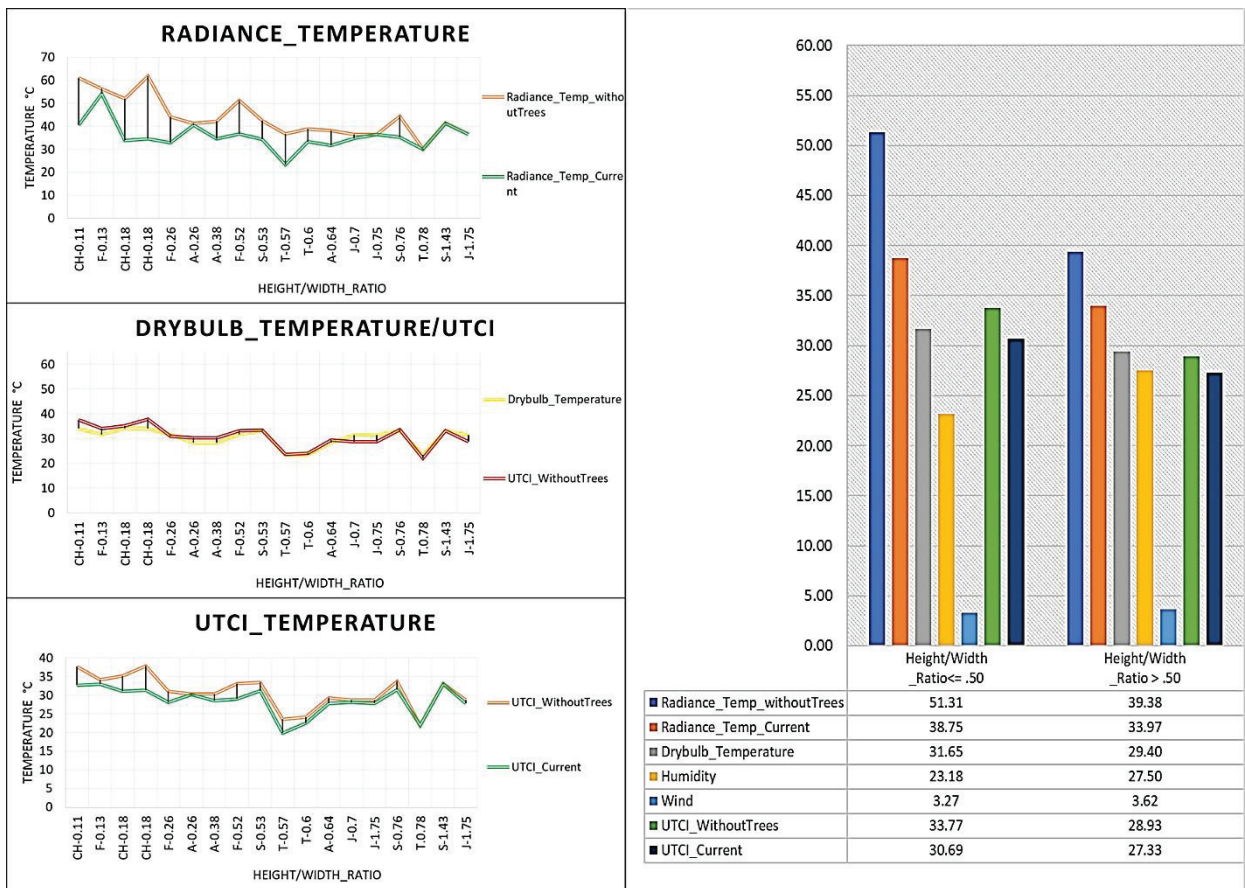 RADIANCE_TEMPERATURE
70
60
50
40
30
20
10
0
TEMPERATURE °C
Radiance_Temp_witho
utTrees
Radiance_Temp_Curre
nt
CH-0.11
F-0.13
CH-0.18
CH-0.18
F-0.26
A-0.26
A-0.38
F-0.52
S-0.53
T-0.57
T-0.6
A-0.64
J-0.7
J-0.75
S-0.76
T.0.78
S-1.43
J-1.75
HEIGHT/WIDTH_RATIO
DRYBULB_TEMPERATURE/UTCI
60
50
40
30
20
10
0
TEMPERATURE °C
Drybulb_Temperature
UTCI_WithoutTrees
CH-0.11
F-0.13
CH-0.18
CH-0.18
F-0.26
A-0.26
A-0.38
F-0.52
S-0.53
T-0.57
T-0.6
A-0.64
J-0.7
J-0.75
S-0.76
T.0.78
S-1.43
J-1.75
HEIGHT/WIDTH_RATIO
UTCI_TEMPERATURE
40
35
30
25
20
15
10
5
0
TEMPERATURE °C
UTCI_WithoutTrees
UTCI_Current
CH-0.11
F-0.13
CH-0.18
CH-0.18
F-0.26
A-0.26
A-0.38
F-0.52
S-0.53
T-0.57
T-0.6
A-0.64
J-0.7
J-0.75
S-0.76
T.0.78
S-1.43
J-1.75
HEIGHT/WIDTH_RATIO
60.00
55.00
50.00
45.00
40.00
35.00
30.00
25.00
20.00
15.00
10.00
5.00
0.00
Height/Width
_Ratio<= .50
Height/Width
_Ratio > .50
Radiance_Temp_withoutTrees 51.31 39.38
Radiance_Temp_Current 38.75 33.97
Drybulb_Temperature 31.65 29.40
Humidity 23.18 27.50
Wind 3.27 3.62
UTCI_WithoutTrees 33.77 28.93
UTCI_Current 30.69 27.33